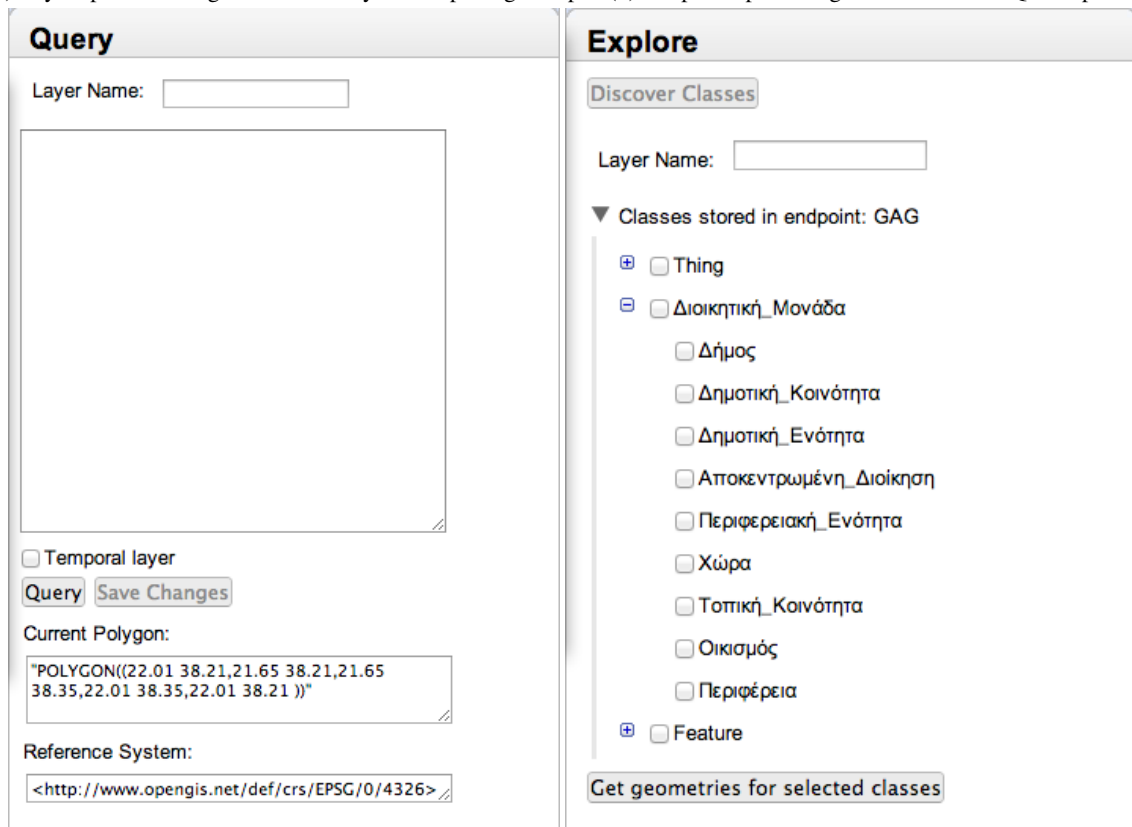 Query
Layer Name:
Temporal layer
Query Save Changes
Current Polygon:
"POLYGON((22.01 38.21,21.65 38.21,21.65
38.35,22.01 38.35,22.01 38.21 ))"
Reference System:
<http://www.opengis.net/def/crs/EPSG/0/4326>
Explore
Discover Classes
Layer Name:
Classes stored in endpoint: GAG
Thing
Διοικητική_Μονάδα
Δήμος
Δημοτική_Κοινότητα
Δημοτική_Ενότητα
Αποκεντρωμένη_Διοίκηση
Περιφερειακή_Ενότητα
Χώρα
Τοπική_Κοινότητα
Οικισμός
Περιφέρεια
Feature
Get geometries for selected classes